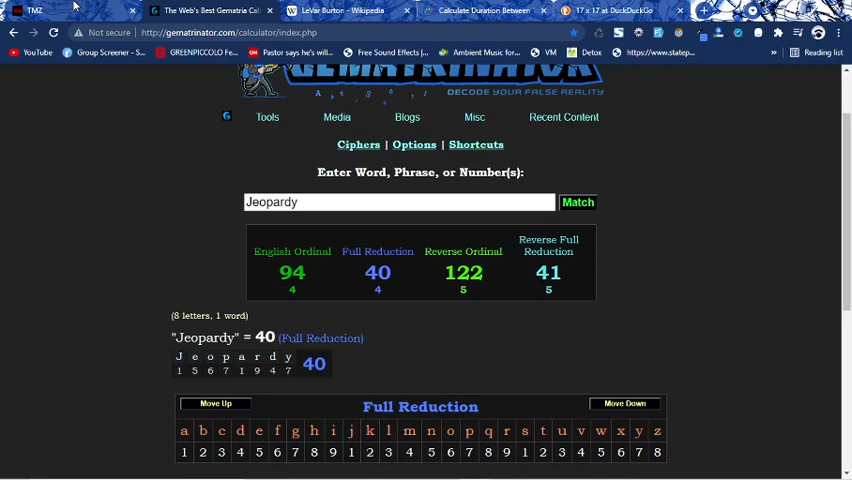 TMZ
The Web's Best Gematria Cal
LeVar Burton - Wikipedia
Calculate Duration Between
17 x 17 at DuckDuckGo
Not secure
http://gematrinator.com/calculator/index.php
YouTube
Group Screener - S...
GREENPICCOLO Fe...
Pastor says he's will...
Free Sound Effects |...
Ambient Music for...
VM
Detox
https://www.statep...
Reading list
GEMATRINATOR
DECODE YOUR FALSE REALITY
Tools
Media
Blogs
Misc
Recent Content
Ciphers | Options | Shortcuts
Enter Word, Phrase, or Number(s):
Jeopardy
Match
English Ordinal
94
4
Full Reduction
40
4
Reverse Ordinal
122
5
Reverse Full
Reduction
41
5
(8 letters, 1 word)
"Jeopardy" = 40 (Full Reduction)
J e o p a r d y 40
1 5 6 7 1 9 4 7
Move Up
Full Reduction
Move Down
a b c d e f g h i j k l m n o p q r s t u v w x y z
1 2 3 4 5 6 7 8 9 1 2 3 4 5 6 7 8 9 1 2 3 4 5 6 7 8